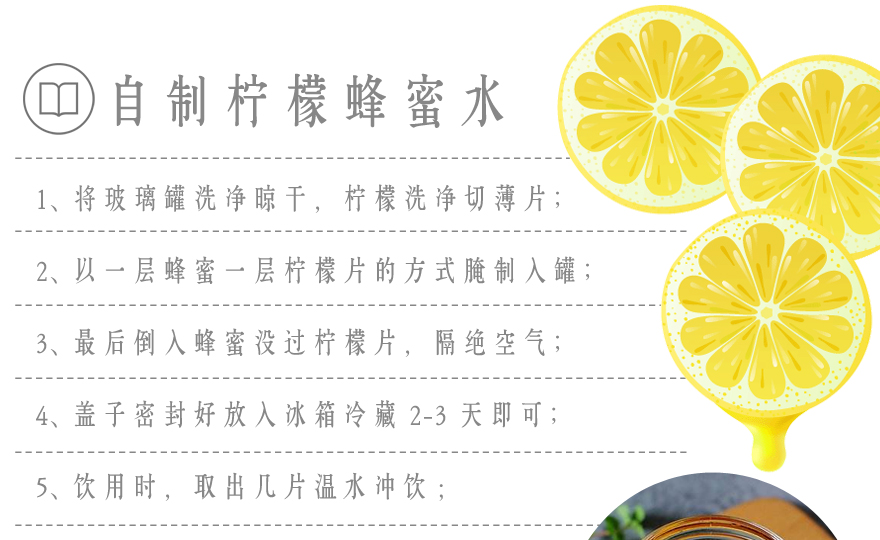 自制柠檬蜂蜜水
1、将玻璃罐洗净晾干，柠檬洗净切薄片；
2、以一层蜂蜜一层柠檬片的方式腌制入罐；
3、最后倒入蜂蜜没过柠檬片，隔绝空气；
4、盖子密封好放入冰箱冷藏 2-3 天即可；
5、饮用时，取出几片温水冲饮；